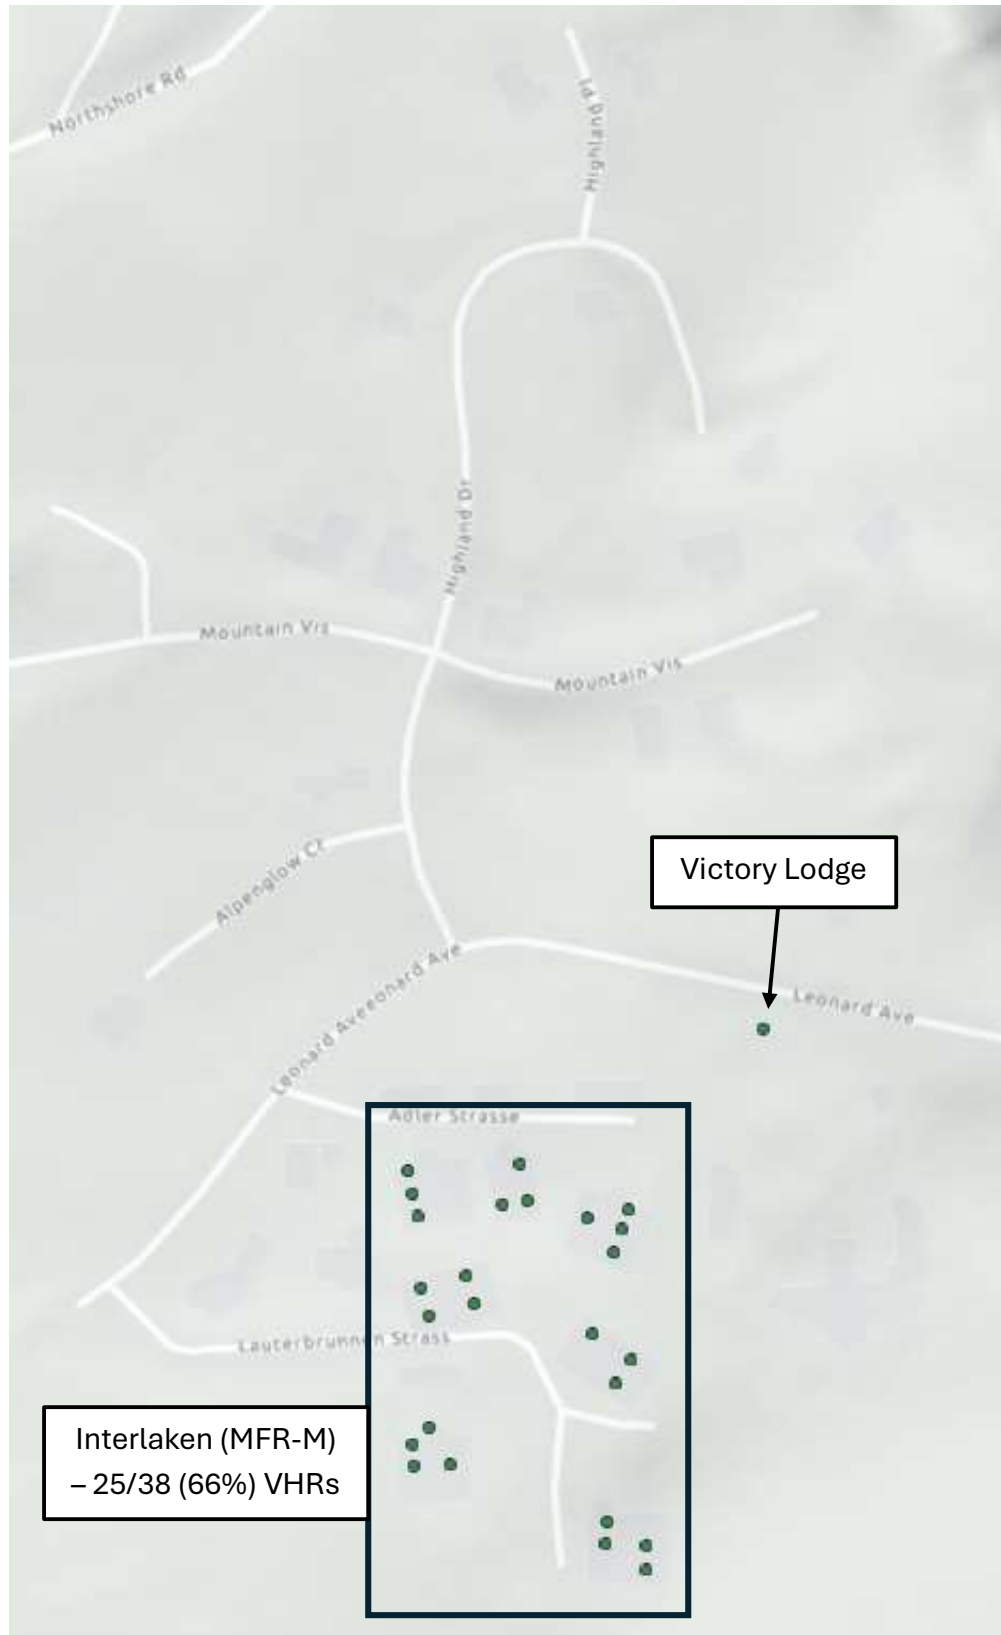 Northshore Rd
Highland Pl
Highland Dr
Mountain Vis
Mountain Vis
Alpenglow Ct
Victory Lodge
Leonard Aveeonard Ave
Leonard Ave
Adler Strasse
Lauterbrunnen Strass
Interlaken (MFR-M)
– 25/38 (66%) VHRs